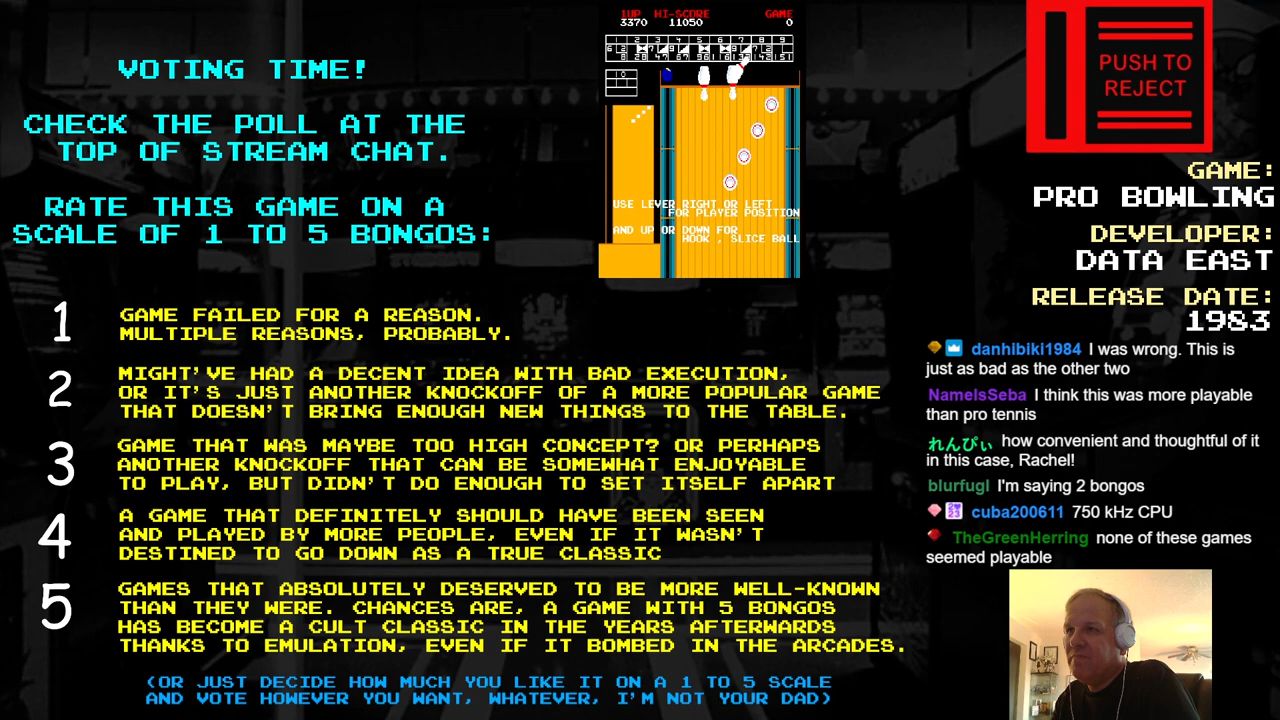 VOTING TIME!
CHECK THE POLL AT THE
TOP OF STREAM CHAT.
RATE THIS GAME ON A
SCALE OF 1 TO 5 BONGOS:
1UP HI-SCORE GAME
3370 11050 0
1 2 3 4 5 6 7 8 9
10
USE LEVER RIGHT OR LEFT
FOR PLAYER POSITION
AND UP OR DOWN FOR
HOOK , SLICE BALL
PUSH TO
REJECT
GAME:
PRO BOWLING
DEVELOPER:
DATA EAST
RELEASE DATE:
1983
1 GAME FAILED FOR A REASON.
MULTIPLE REASONS, PROBABLY.
2 MIGHT'VE HAD A DECENT IDEA WITH BAD EXECUTION,
OR IT'S JUST ANOTHER KNOCKOFF OF A MORE POPULAR GAME
THAT DOESN'T BRING ENOUGH NEW THINGS TO THE TABLE.
3 GAME THAT WAS MAYBE TOO HIGH CONCEPT? OR PERHAPS
ANOTHER KNOCKOFF THAT CAN BE SOMEWHAT ENJOYABLE
TO PLAY, BUT DIDN'T DO ENOUGH TO SET ITSELF APART
4 A GAME THAT DEFINITELY SHOULD HAVE BEEN SEEN
AND PLAYED BY MORE PEOPLE, EVEN IF IT WASN'T
DESTINED TO GO DOWN AS A TRUE CLASSIC
5 GAMES THAT ABSOLUTELY DESERVED TO BE MORE WELL-KNOWN
THAN THEY WERE. CHANCES ARE, A GAME WITH 5 BONGOS
HAS BECOME A CULT CLASSIC IN THE YEARS AFTERWARDS
THANKS TO EMULATION, EVEN IF IT BOMBED IN THE ARCADES.
(OR JUST DECIDE HOW MUCH YOU LIKE IT ON A 1 TO 5 SCALE
AND VOTE HOWEVER YOU WANT, WHATEVER, I'M NOT YOUR DAD)
danhibiki1984 I was wrong. This is
just as bad as the other two
NameIsSeba I think this was more playable
than pro tennis
れんぴぃ how convenient and thoughtful of it
in this case, Rachel!
blurfugl I'm saying 2 bongos
cuba200611 750 kHz CPU
TheGreenHerring none of these games
seemed playable